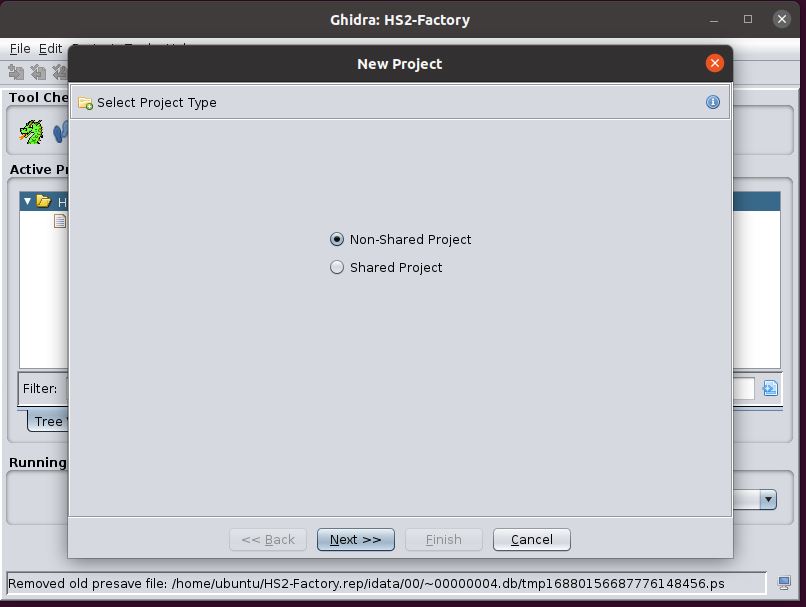 Ghidra: HS2-Factory
File Edit
New Project
Select Project Type
Tool Che
Active P
H
Non-Shared Project
Shared Project
Filter:
Tree
Running
<< Back Next >> Finish Cancel
Removed old presave file: /home/ubuntu/HS2-Factory.rep/idata/00/~00000004.db/tmp16880156687776148456.ps